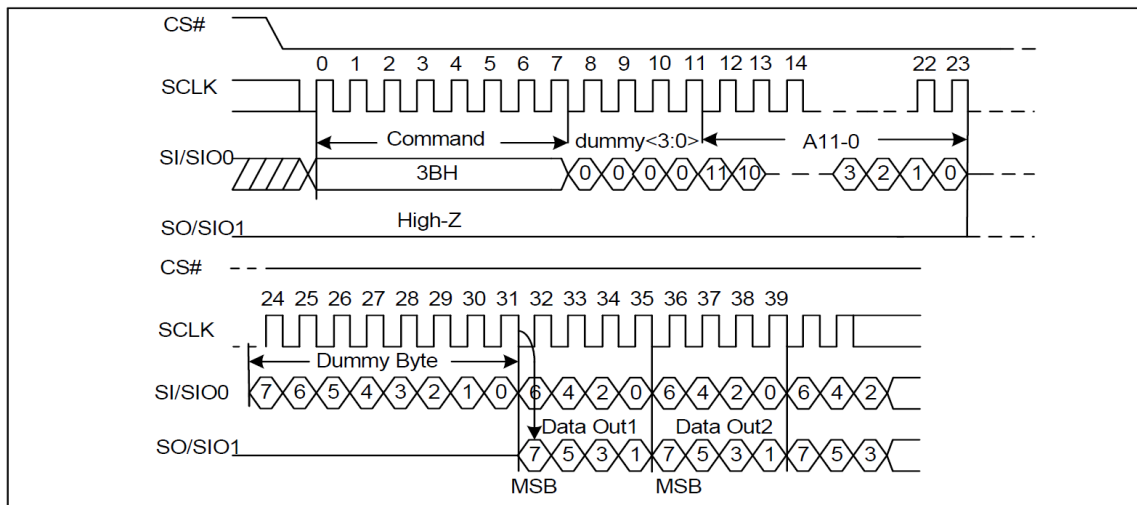 CS#
0 1 2 3 4 5 6 7 8 9 10 11 12 13 14 22 23
SCLK
Command dummy<3:0> A11-0
SI/SIO0 3BH 0 0 0 0 11 10 3 2 1 0
High-Z
SO/SIO1
CS#
24 25 26 27 28 29 30 31 32 33 34 35 36 37 38 39
SCLK
Dummy Byte
SI/SIO0 7 6 5 4 3 2 1 0 6 4 2 0 6 4 2 0 6 4 2
Data Out1 Data Out2
SO/SIO1 7 5 3 1 7 5 3 1 7 5 3
MSB MSB